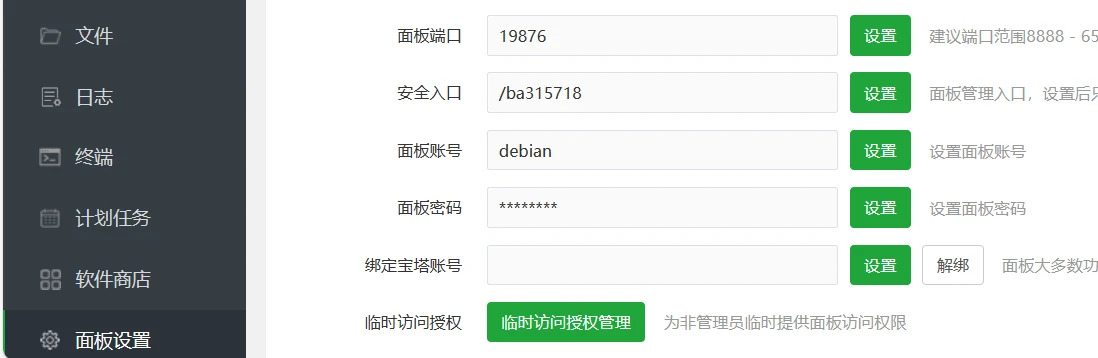 文件
日志
终端
计划任务
软件商店
面板设置
面板端口 19876 设置 建议端口范围8888 - 65
安全入口 /ba315718 设置 面板管理入口，设置后只
面板账号 debian 设置 设置面板账号
面板密码 ******** 设置 设置面板密码
绑定宝塔账号 设置 解绑 面板大多数功
临时访问授权 临时访问授权管理 为非管理员临时提供面板访问权限